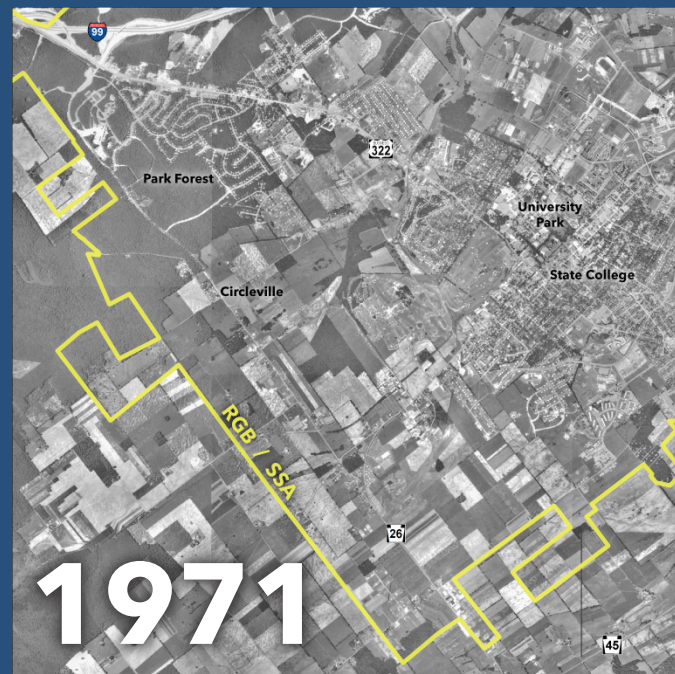 99
322
Park Forest
University
Park
State College
Circleville
RGB / SSA
26
1971
45